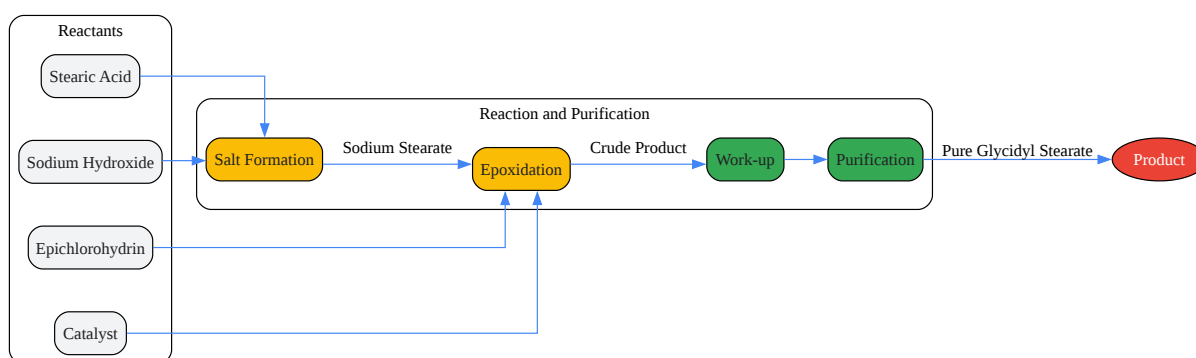 Reactants
Stearic Acid
Sodium Hydroxide
Epichlorohydrin
Catalyst
Reaction and Purification
Salt Formation
Sodium Stearate
Epoxidation
Crude Product
Work-up
Purification
Pure Glycidyl Stearate
Product